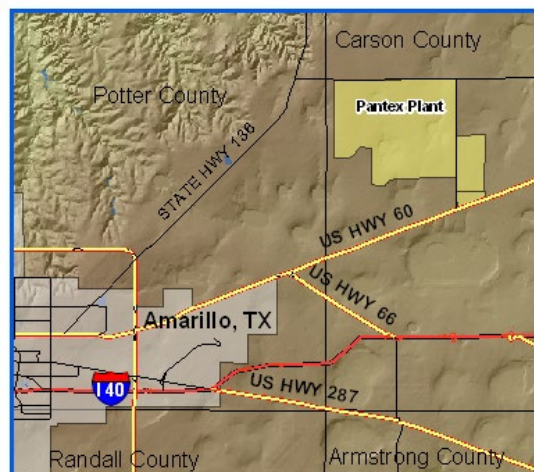 Carson County
Potter County
Pantex Plant
STATE HWY 136
US HWY 60
US HWY 66
Amarillo, TX
I 40
US HWY 287
Randall County
Armstrong County